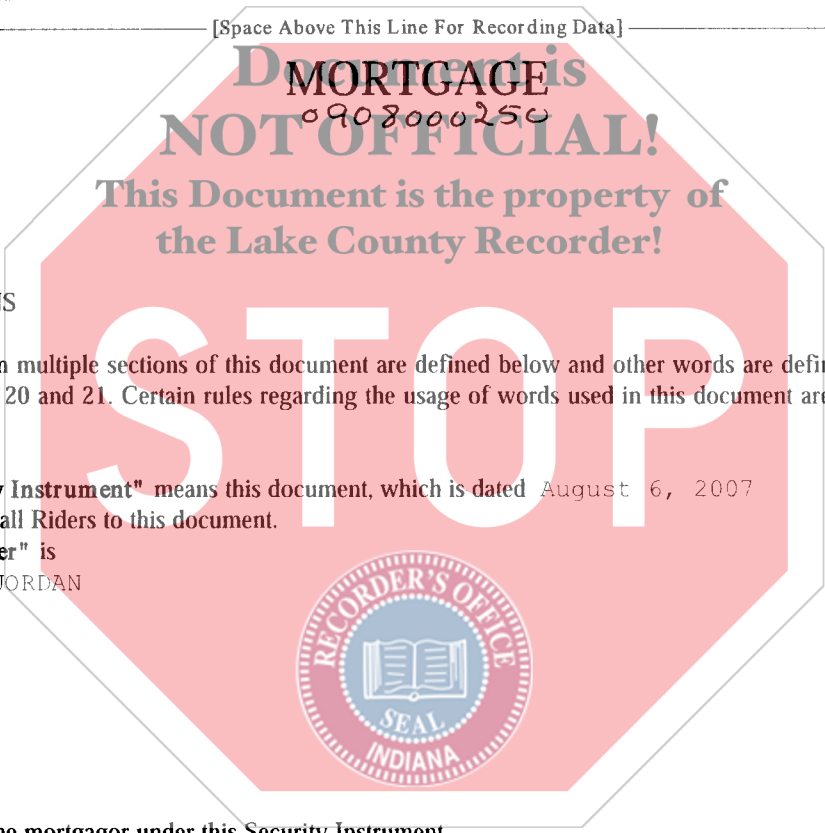 [Space Above This Line For Recording Data]
Document is
MORTGAGE
0908000250
NOT OFFICIAL!
This Document is the property of
the Lake County Recorder!
multiple sections of this document are defined below and other words are
20 and 21. Certain rules regarding the usage of words used in this document are
STOP
Instrument" means this document, which is dated August 6, 2007
all Riders to this document.
is
JORDAN
RECORDER'S OFFICE
SEAL
INDIANA
mortgagor under this Security Instrument